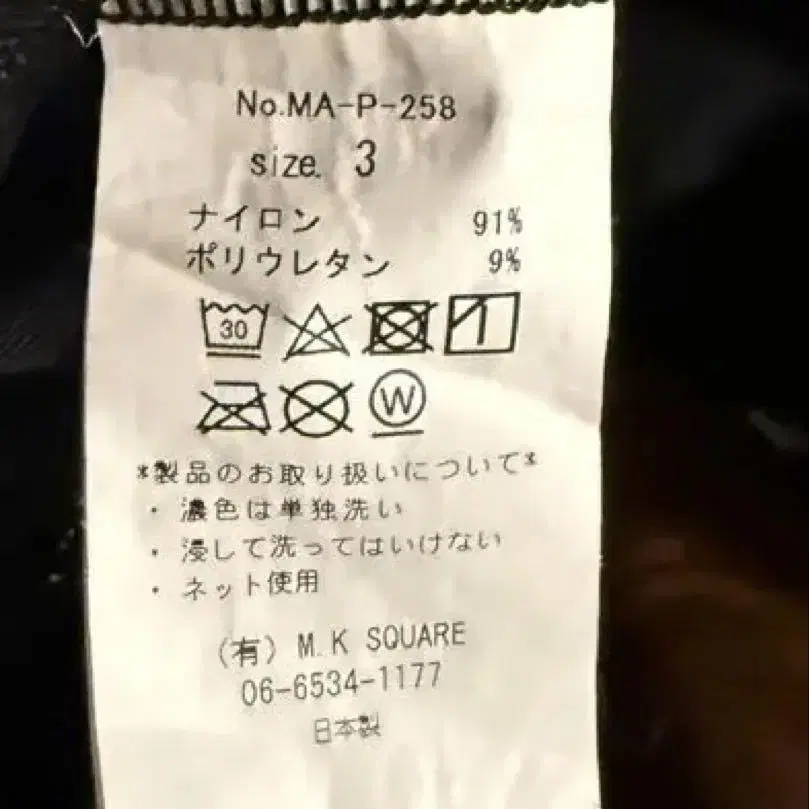 No.MA-P-258
size. 3
ナイロン 91%
ポリウレタン 9%
30
W
*製品のお取り扱いについて*
・濃色は単独洗い
・浸して洗ってはいけない
・ネット使用
(有) M.K SQUARE
06-6534-1177
日本製